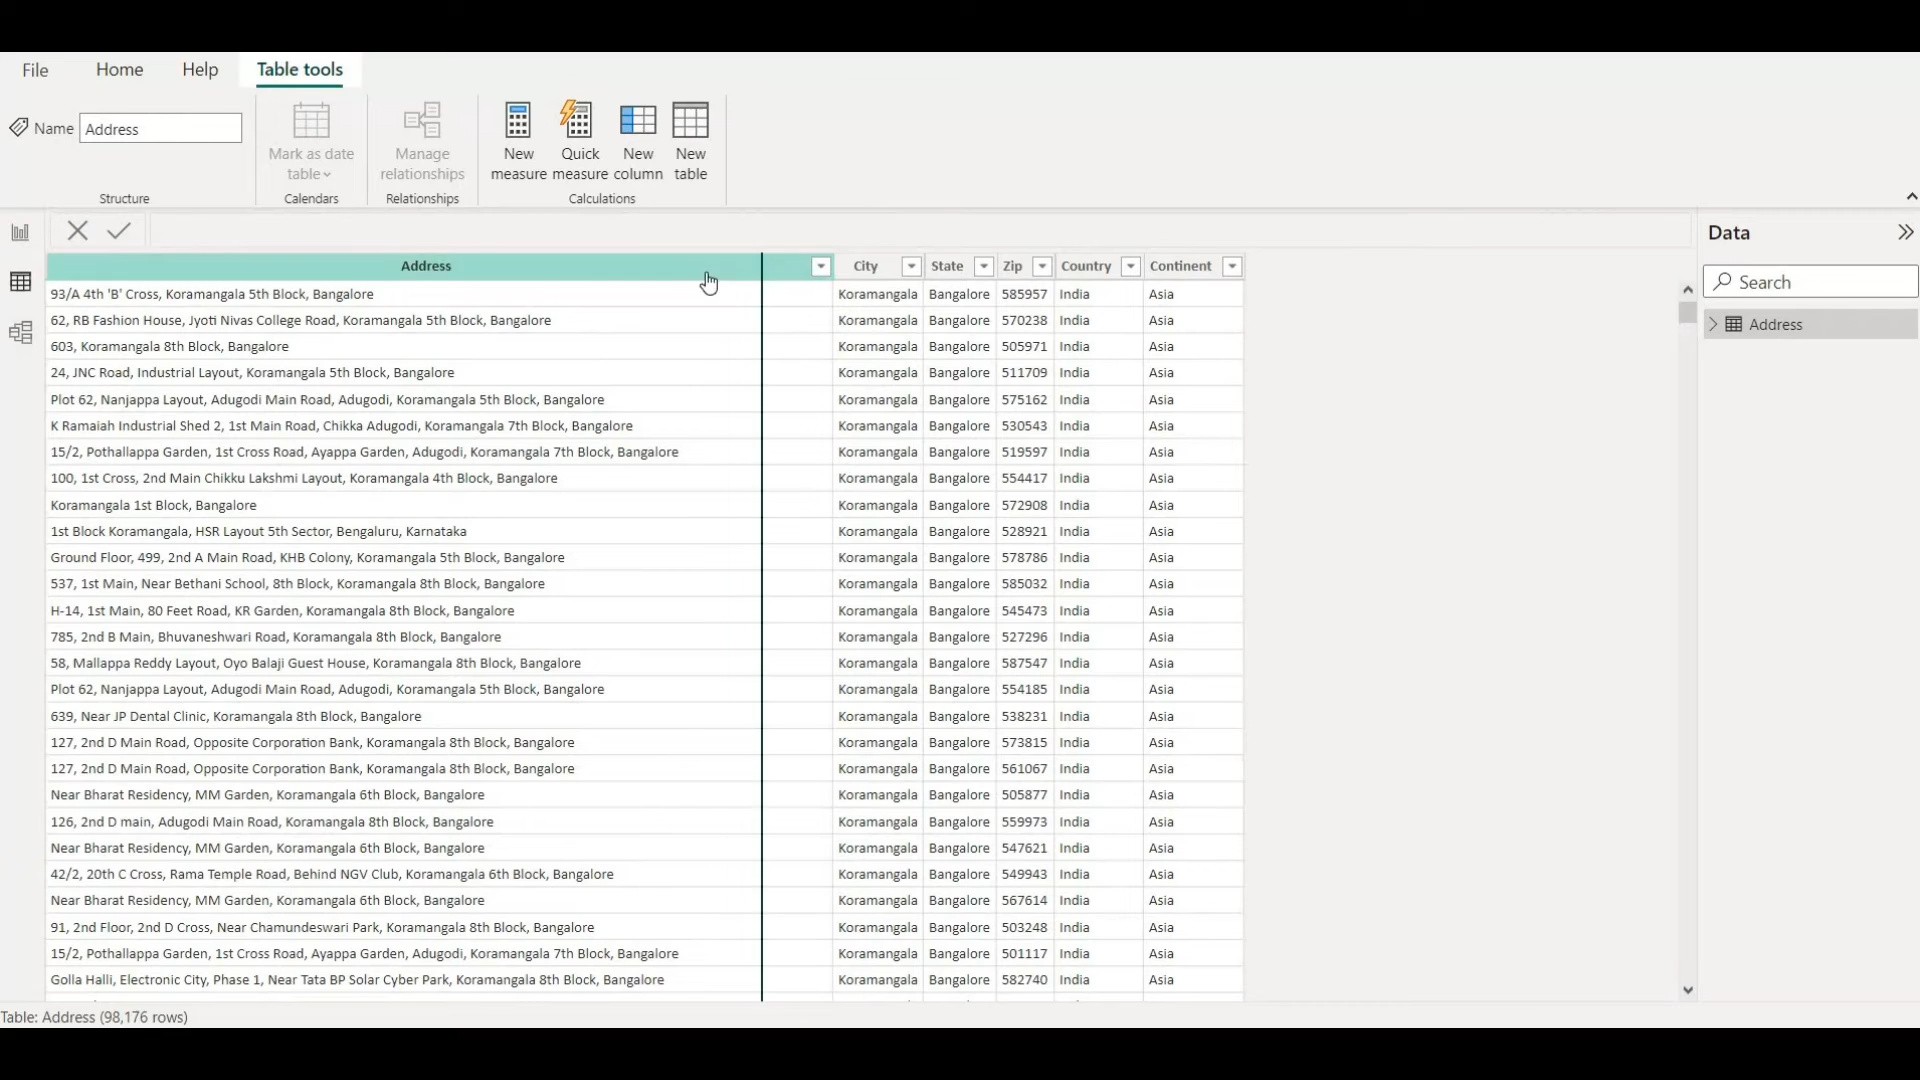 File Home Help Table tools
Name Address
Mark as date table
Manage relationships
New measure
Quick measure
New column
New table
Structure Calendars Relationships Calculations
Data
Search
Address
Address City State Zip Country Continent
93/A 4th 'B' Cross, Koramangala 5th Block, Bangalore Koramangala Bangalore 585957 India Asia
62, RB Fashion House, Jyoti Nivas College Road, Koramangala 5th Block, Bangalore Koramangala Bangalore 570238 India Asia
603, Koramangala 8th Block, Bangalore Koramangala Bangalore 505971 India Asia
24, JNC Road, Industrial Layout, Koramangala 5th Block, Bangalore Koramangala Bangalore 511709 India Asia
Plot 62, Nanjappa Layout, Adugodi Main Road, Adugodi, Koramangala 5th Block, Bangalore Koramangala Bangalore 575162 India Asia
K Ramaiah Industrial Shed 2, 1st Main Road, Chikka Adugodi, Koramangala 7th Block, Bangalore Koramangala Bangalore 530543 India Asia
15/2, Pothallappa Garden, 1st Cross Road, Ayappa Garden, Adugodi, Koramangala 7th Block, Bangalore Koramangala Bangalore 519597 India Asia
100, 1st Cross, 2nd Main Chikku Lakshmi Layout, Koramangala 4th Block, Bangalore Koramangala Bangalore 554417 India Asia
Koramangala 1st Block, Bangalore Koramangala Bangalore 572908 India Asia
1st Block Koramangala, HSR Layout 5th Sector, Bengaluru, Karnataka Koramangala Bangalore 528921 India Asia
Ground Floor, 499, 2nd A Main Road, KHB Colony, Koramangala 5th Block, Bangalore Koramangala Bangalore 578786 India Asia
537, 1st Main, Near Bethani School, 8th Block, Koramangala 8th Block, Bangalore Koramangala Bangalore 585032 India Asia
H-14, 1st Main, 80 Feet Road, KR Garden, Koramangala 8th Block, Bangalore Koramangala Bangalore 545473 India Asia
785, 2nd B Main, Bhuvaneshwari Road, Koramangala 8th Block, Bangalore Koramangala Bangalore 527296 India Asia
58, Mallappa Reddy Layout, Oyo Balaji Guest House, Koramangala 8th Block, Bangalore Koramangala Bangalore 587547 India Asia
Plot 62, Nanjappa Layout, Adugodi Main Road, Adugodi, Koramangala 5th Block, Bangalore Koramangala Bangalore 554185 India Asia
639, Near JP Dental Clinic, Koramangala 8th Block, Bangalore Koramangala Bangalore 538231 India Asia
127, 2nd D Main Road, Opposite Corporation Bank, Koramangala 8th Block, Bangalore Koramangala Bangalore 573815 India Asia
127, 2nd D Main Road, Opposite Corporation Bank, Koramangala 8th Block, Bangalore Koramangala Bangalore 561067 India Asia
Near Bharat Residency, MM Garden, Koramangala 6th Block, Bangalore Koramangala Bangalore 505877 India Asia
126, 2nd D main, Adugodi Main Road, Koramangala 8th Block, Bangalore Koramangala Bangalore 559973 India Asia
Near Bharat Residency, MM Garden, Koramangala 6th Block, Bangalore Koramangala Bangalore 547621 India Asia
42/2, 20th C Cross, Rama Temple Road, Behind NGV Club, Koramangala 6th Block, Bangalore Koramangala Bangalore 549943 India Asia
Near Bharat Residency, MM Garden, Koramangala 6th Block, Bangalore Koramangala Bangalore 567614 India Asia
91, 2nd Floor, 2nd D Cross, Near Chamundeswari Park, Koramangala 8th Block, Bangalore Koramangala Bangalore 503248 India Asia
15/2, Pothallappa Garden, 1st Cross Road, Ayappa Garden, Adugodi, Koramangala 7th Block, Bangalore Koramangala Bangalore 501117 India Asia
Golla Halli, Electronic City, Phase 1, Near Tata BP Solar Cyber Park, Koramangala 8th Block, Bangalore Koramangala Bangalore 582740 India Asia
Table: Address (98,176 rows)